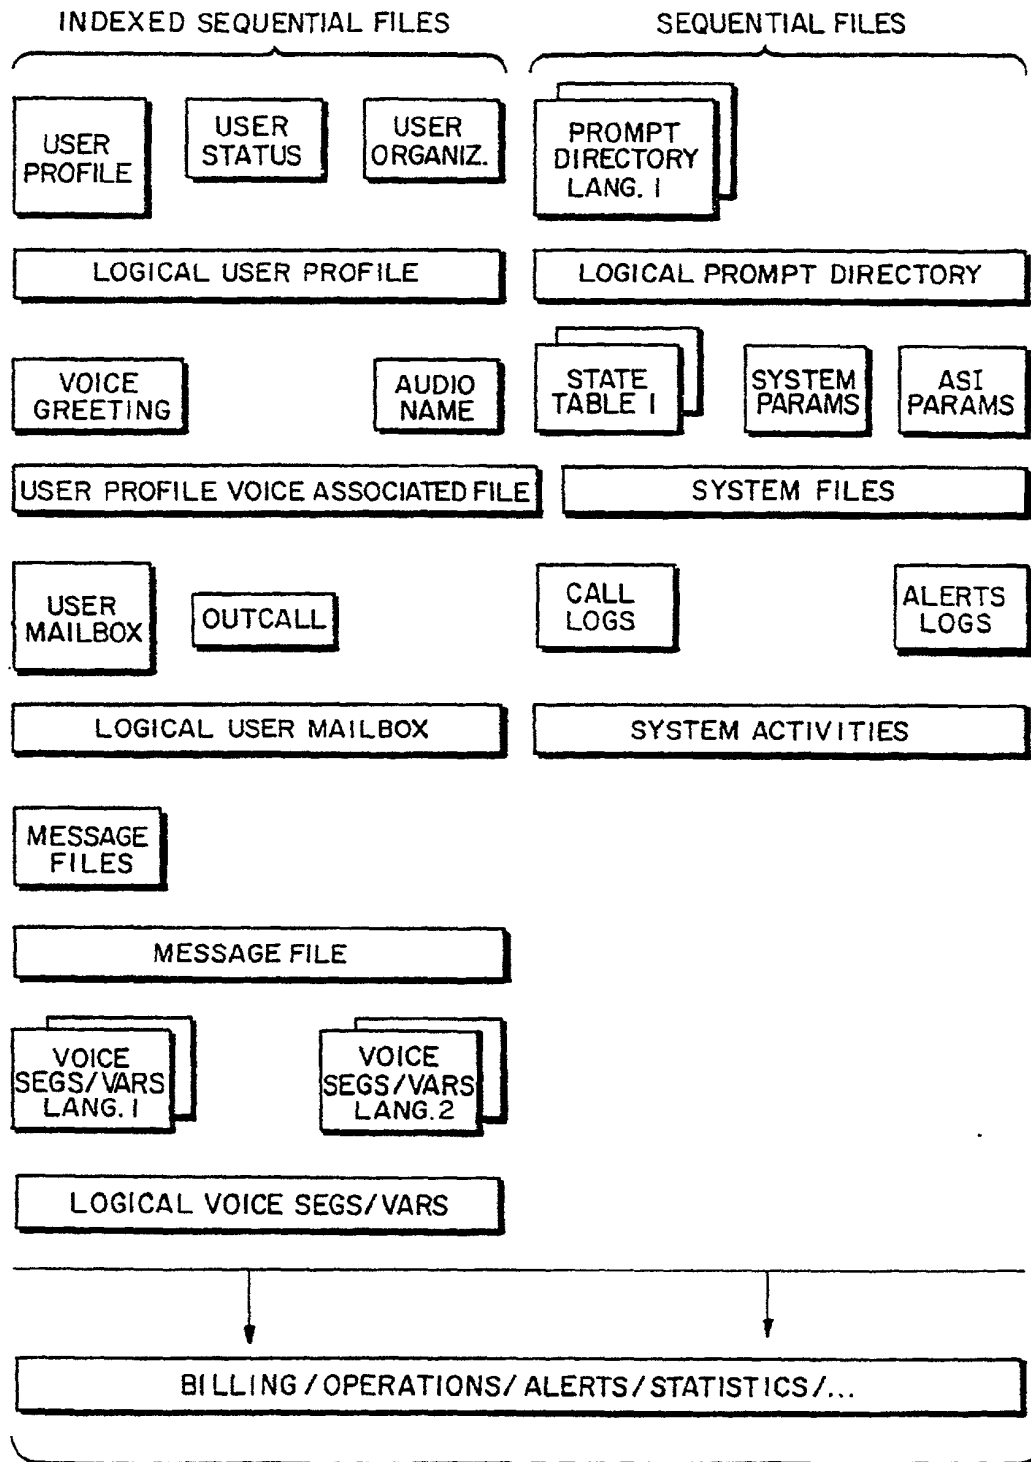 INDEXED SEQUENTIAL FILES
SEQUENTIAL FILES
USER
PROFILE
USER
STATUS
USER
ORGANIZ.
PROMPT
DIRECTORY
LANG. I
LOGICAL USER PROFILE
LOGICAL PROMPT DIRECTORY
VOICE
GREETING
AUDIO
NAME
STATE
TABLE I
SYSTEM
PARAMS
ASI
PARAMS
USER PROFILE VOICE ASSOCIATED FILE
SYSTEM FILES
USER
MAILBOX
OUTCALL
CALL
LOGS
ALERTS
LOGS
LOGICAL USER MAILBOX
SYSTEM ACTIVITIES
MESSAGE
FILES
MESSAGE FILE
VOICE
SEGS/VARS
LANG. I
VOICE
SEGS/VARS
LANG. 2
LOGICAL VOICE SEGS/VARS
BILLING/OPERATIONS/ALERTS/STATISTICS/...